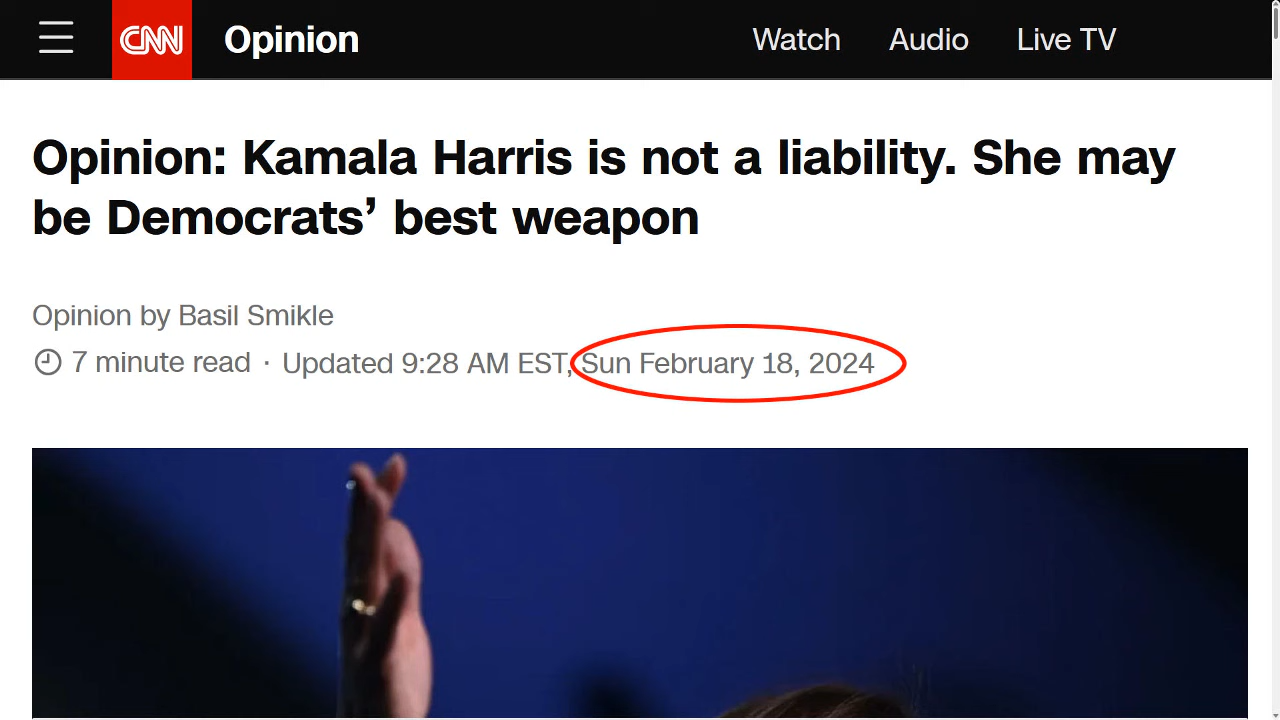 CNN Opinion Watch Audio Live TV
Opinion: Kamala Harris is not a liability. She may
be Democrats’ best weapon
Opinion by Basil Smikle
7 minute read · Updated 9:28 AM EST, Sun February 18, 2024